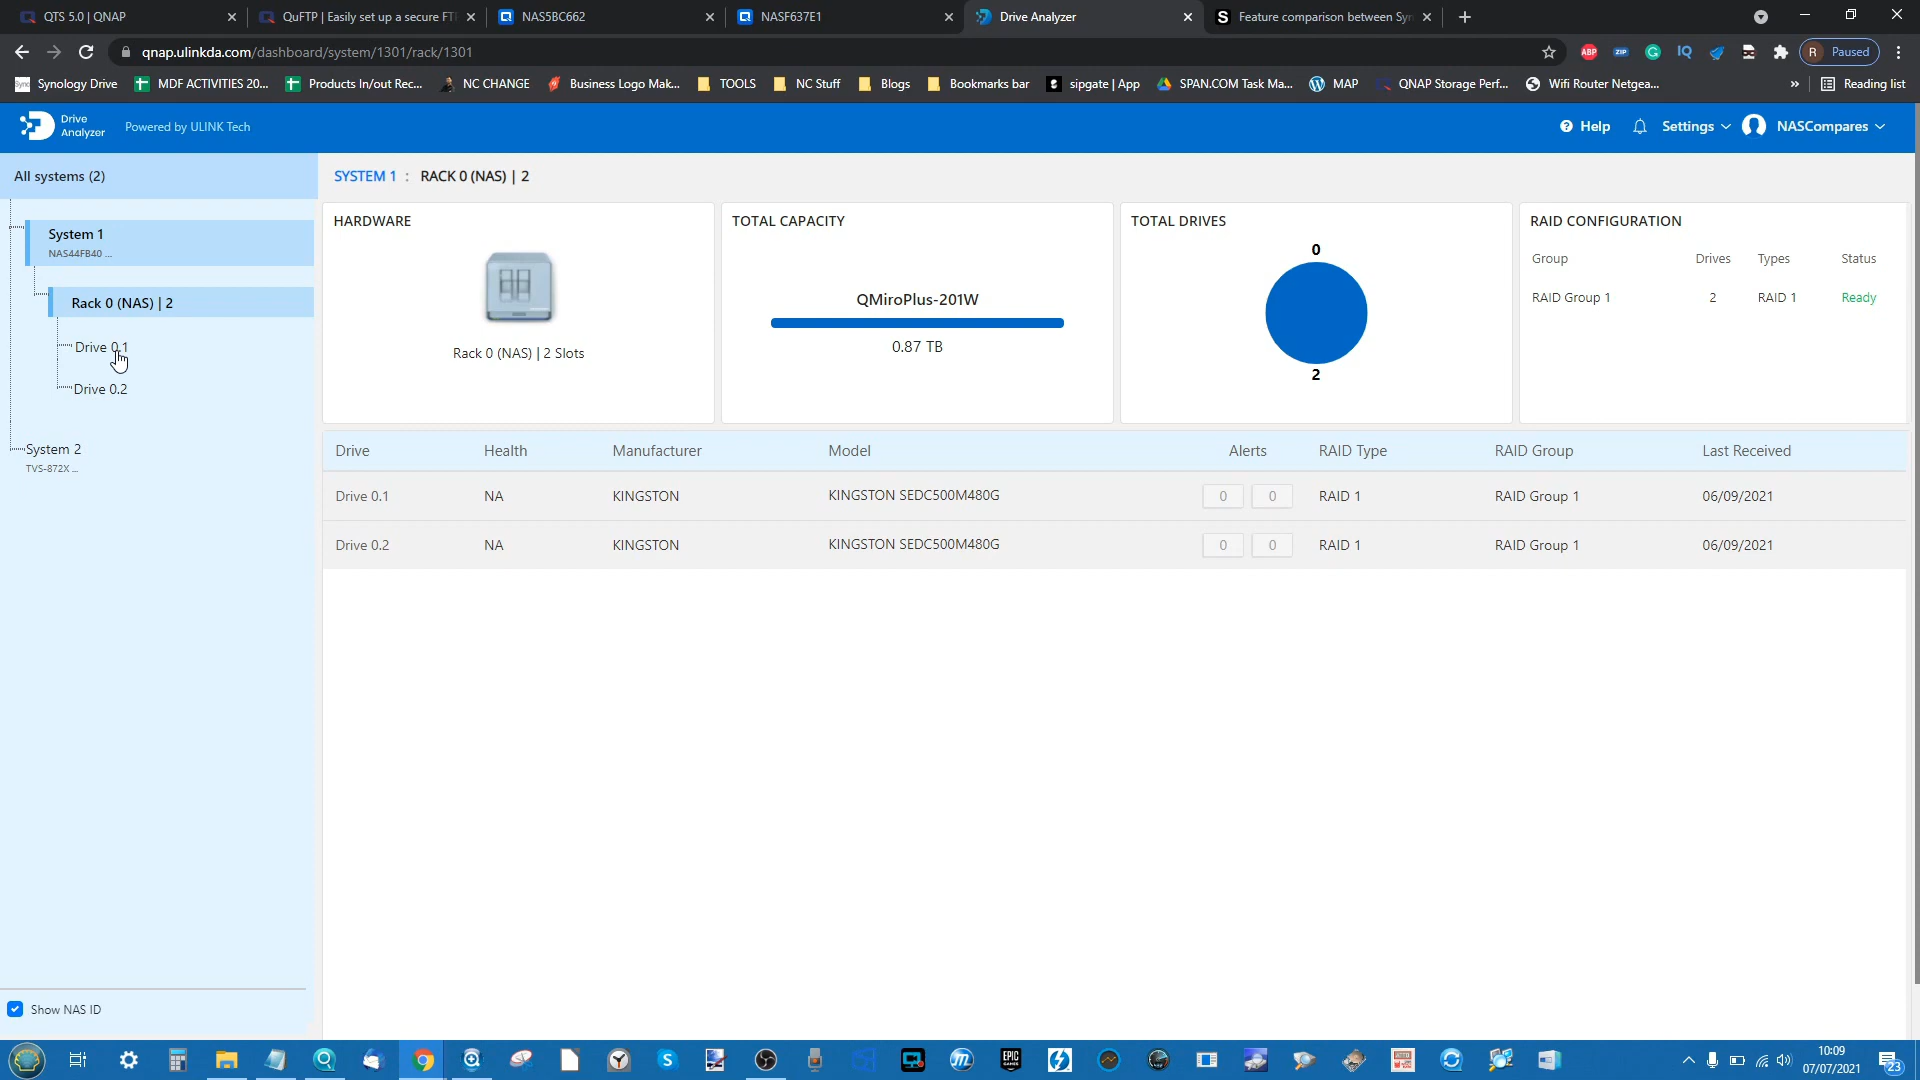 QTS 5.0 | QNAP
QuFTP | Easily set up a secure FTP
NAS5BC662
NASF637E1
Drive Analyzer
Feature comparison between Syn
qnap.ulinkda.com/dashboard/system/1301/rack/1301
ABP
ZIP
IQ
R Paused
Synology Drive
MDF ACTIVITIES 20...
Products In/out Rec...
NC CHANGE
Business Logo Mak...
TOOLS
NC Stuff
Blogs
Bookmarks bar
sipgate | App
SPAN.COM Task Ma...
MAP
QNAP Storage Perf...
Wifi Router Netgea...
»
Reading list
Drive
Analyzer
Powered by ULINK Tech
Help
Settings
NASCompares
All systems (2)
System 1
NAS44FB40 ...
Rack 0 (NAS) | 2
Drive 0.1
Drive 0.2
System 2
TVS-872X ...
Show NAS ID
SYSTEM 1 : RACK 0 (NAS) | 2
HARDWARE
Rack 0 (NAS) | 2 Slots
TOTAL CAPACITY
QMiroPlus-201W
0.87 TB
TOTAL DRIVES
0
2
RAID CONFIGURATION
Group Drives Types Status
RAID Group 1 2 RAID 1 Ready
Drive Health Manufacturer Model Alerts RAID Type RAID Group Last Received
Drive 0.1 NA KINGSTON KINGSTON SEDC500M480G 0 0 RAID 1 RAID Group 1 06/09/2021
Drive 0.2 NA KINGSTON KINGSTON SEDC500M480G 0 0 RAID 1 RAID Group 1 06/09/2021
EPIC
GAMES
10:09
07/07/2021
23